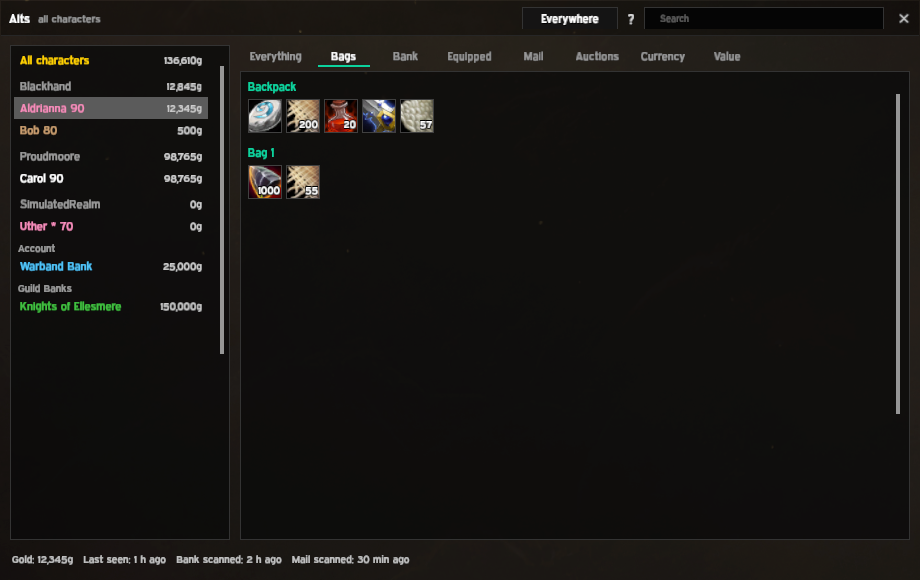 Alts all characters Everywhere ? Search ✕
Everything Bags Bank Equipped Mail Auctions Currency Value
All characters 136,610g
Blackhand 12,845g
Aldrianna 90 12,345g
Bob 80 500g
Proudmoore 98,765g
Carol 90 98,765g
SimulatedRealm 0g
Uther * 70 0g
Account
Warband Bank 25,000g
Guild Banks
Knights of Ellesmere 150,000g
Backpack
200 20 57
Bag 1
1000 55
Gold: 12,345g Last seen: 1 h ago Bank scanned: 2 h ago Mail scanned: 30 min ago